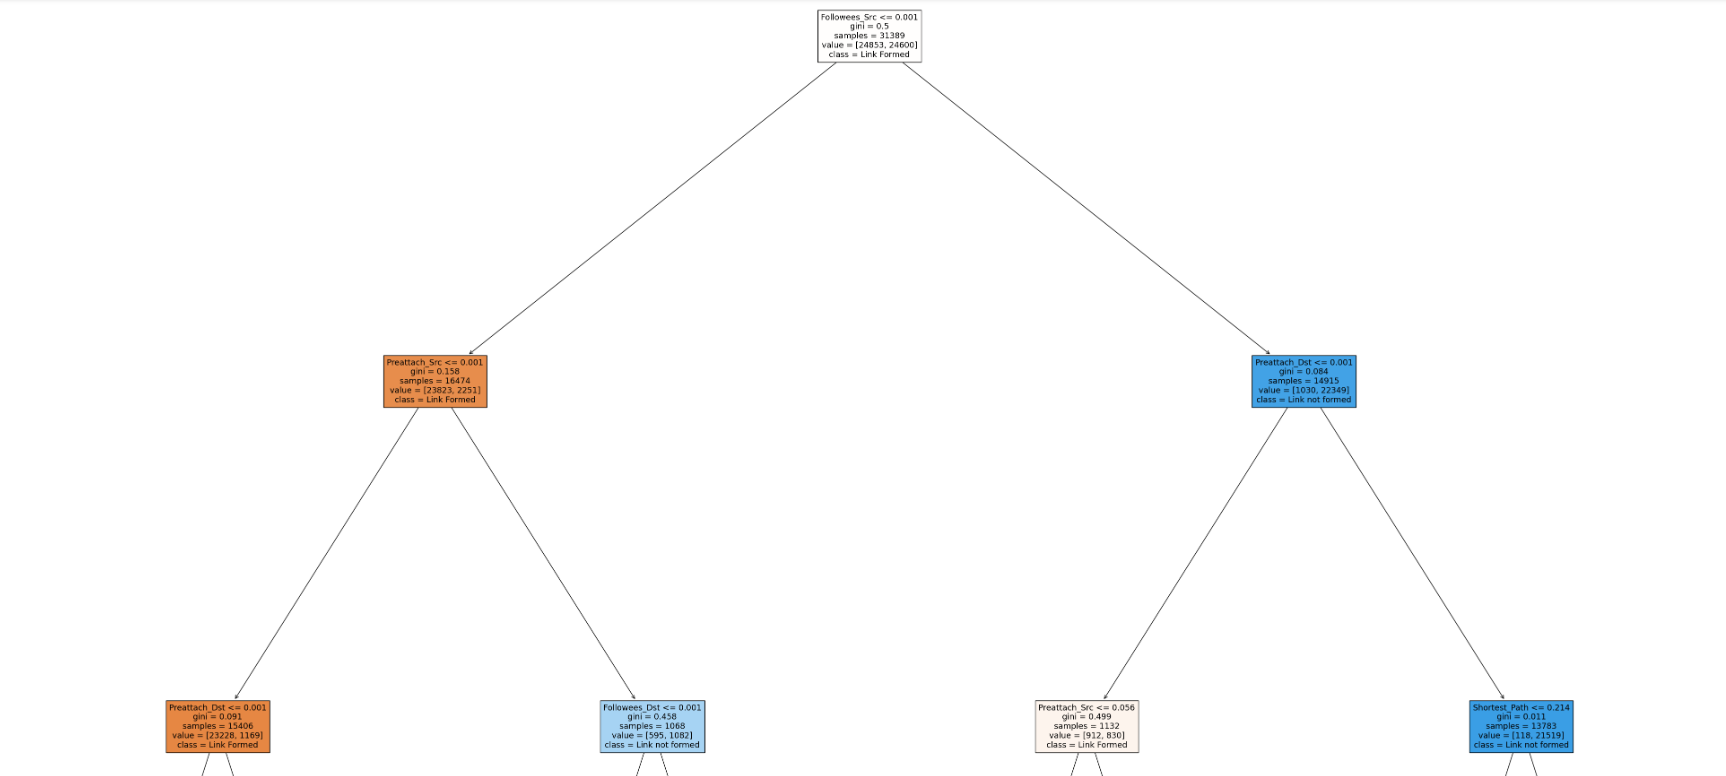 Followees_Src <= 0.001
gini = 0.5
samples = 31389
value = [24853, 24600]
class = Link Formed
Preattach_Src <= 0.001
gini = 0.158
samples = 16474
value = [23823, 2251]
class = Link Formed
Preattach_Dst <= 0.001
gini = 0.084
samples = 14915
value = [1030, 22349]
class = Link not formed
Preattach_Dst <= 0.001
gini = 0.091
samples = 15406
value = [23228, 1169]
class = Link Formed
Followees_Dst <= 0.001
gini = 0.458
samples = 1068
value = [595, 1082]
class = Link not formed
Preattach_Src <= 0.056
gini = 0.499
samples = 1132
value = [912, 830]
class = Link Formed
Shortest_Path <= 0.214
gini = 0.011
samples = 13783
value = [118, 21519]
class = Link not formed